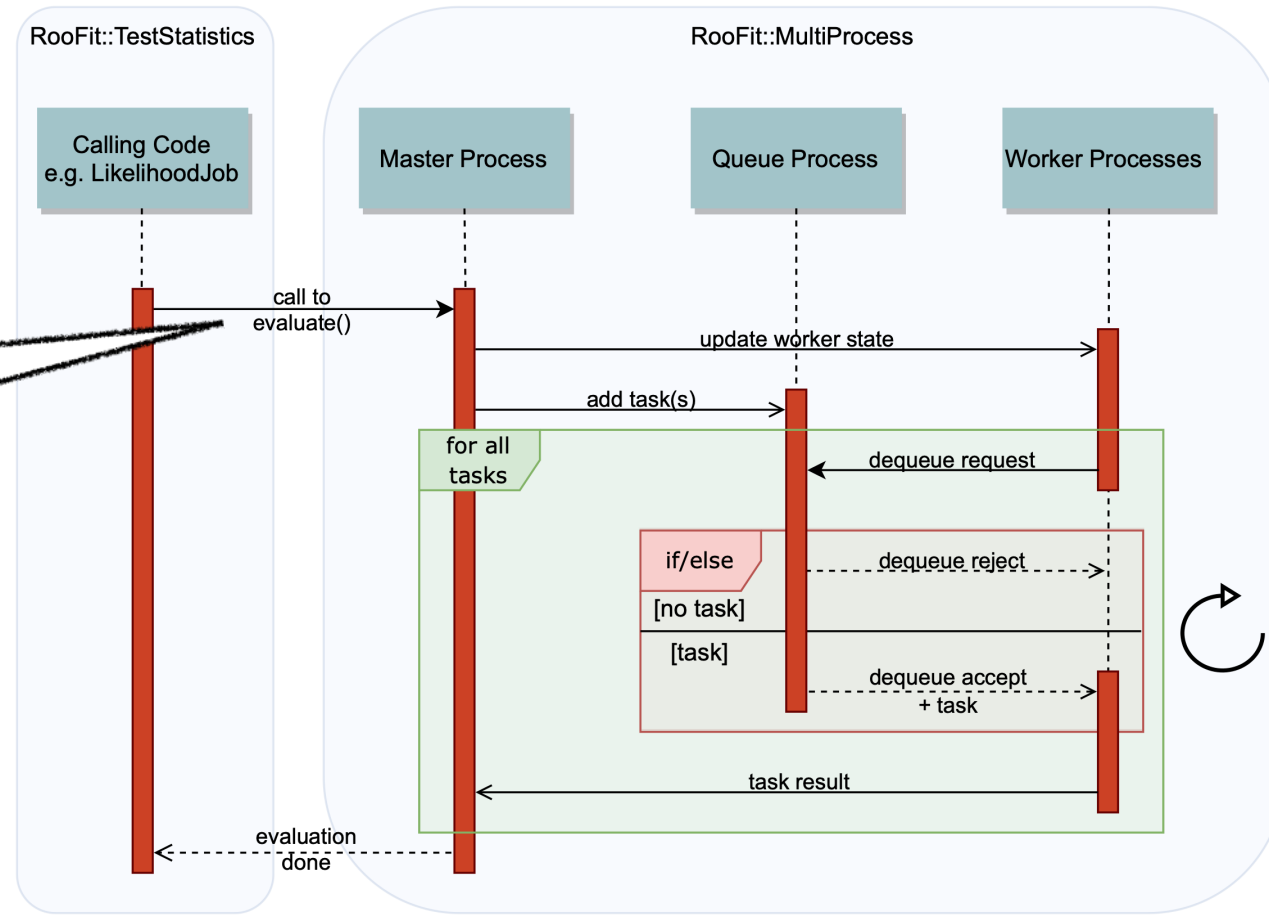 RooFit::TestStatistics
RooFit::MultiProcess
Calling Code
e.g. LikelihoodJob
Master Process
Queue Process
Worker Processes
call to
evaluate()
update worker state
add task(s)
for all
tasks
dequeue request
if/else
dequeue reject
[no task]
[task]
dequeue accept
+ task
task result
evaluation
done